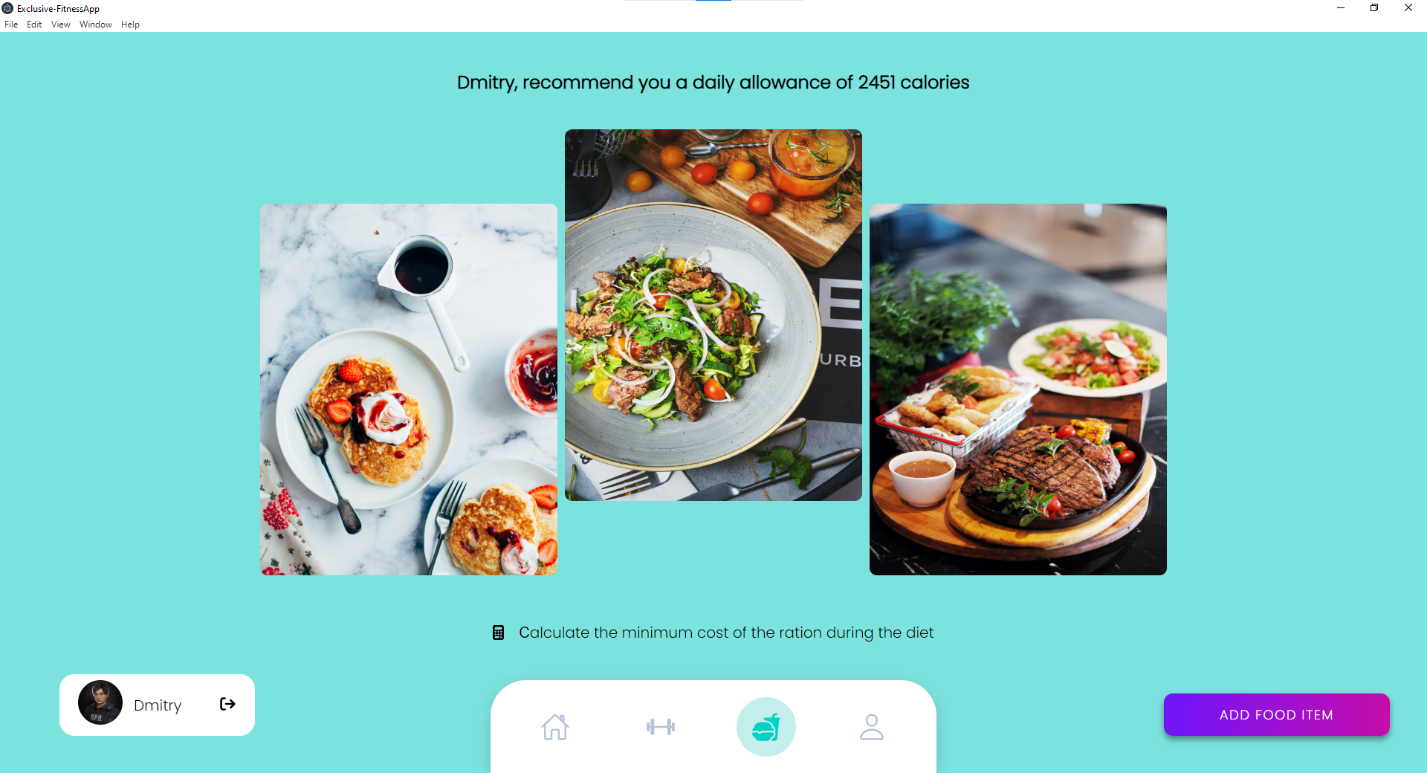 Exclusive-FitnessApp
File Edit View Window Help
Dmitry, recommend you a daily allowance of 2451 calories
E
URB
Calculate the minimum cost of the ration during the diet
Dmitry
ADD FOOD ITEM